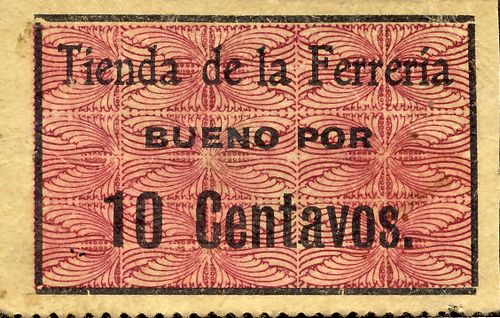 Tienda de la Ferrería
BUENO POR
10 Centavos.